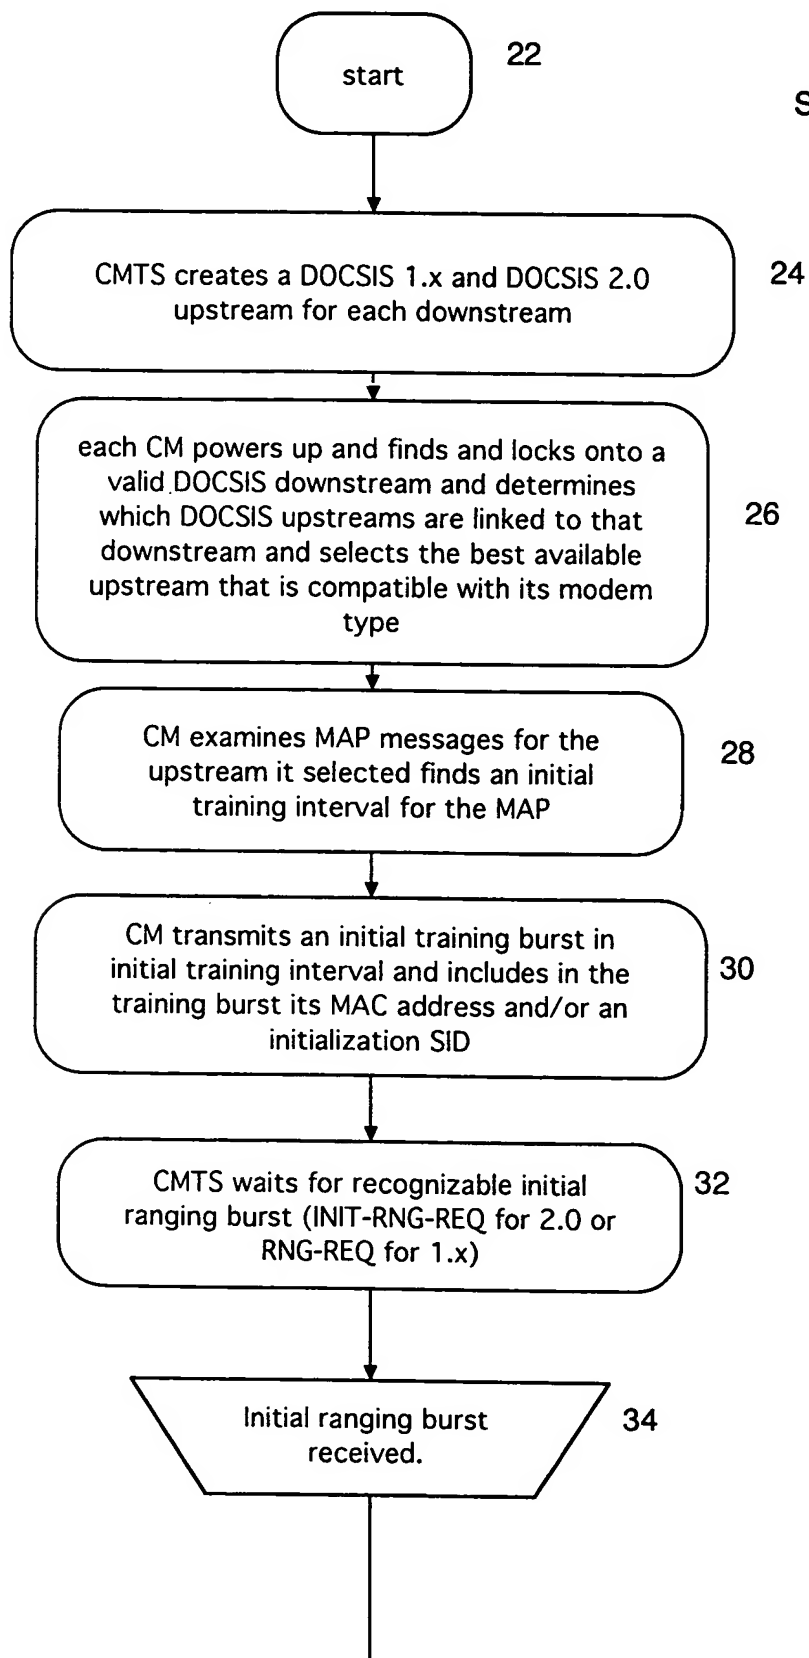 start
22
S
CMTS creates a DOCSIS 1.x and DOCSIS 2.0
upstream for each downstream
24
each CM powers up and finds and locks onto a
valid DOCSIS downstream and determines
which DOCSIS upstreams are linked to that
downstream and selects the best available
upstream that is compatible with its modem
type
26
CM examines MAP messages for the
upstream it selected finds an initial
training interval for the MAP
28
CM transmits an initial training burst in
initial training interval and includes in the
training burst its MAC address and/or an
initialization SID
30
CMTS waits for recognizable initial
ranging burst (INIT-RNG-REQ for 2.0 or
RNG-REQ for 1.x)
32
Initial ranging burst
received.
34